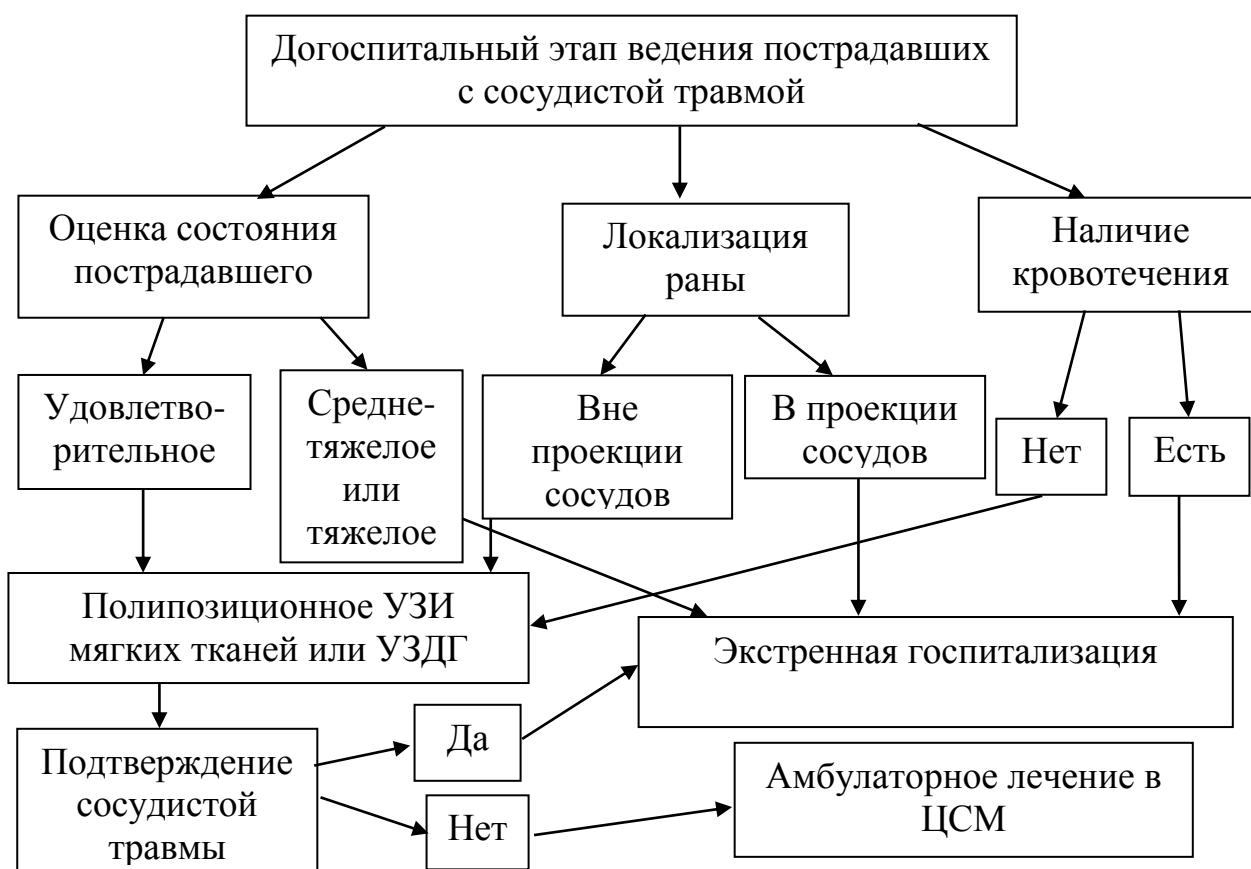 Догоспитальный этап ведения пострадавших
с сосудистой травмой
Оценка состояния
пострадавшего
Локализация
раны
Наличие
кровотечения
Удовлетво-
рительное
Средне-
тяжелое
или
тяжелое
Вне
проекции
сосудов
В проекции
сосудов
Нет
Есть
Полипозиционное УЗИ
мягких тканей или УЗДГ
Экстренная госпитализация
Подтверждение
сосудистой
травмы
Да
Нет
Амбулаторное лечение в
ЦСМ